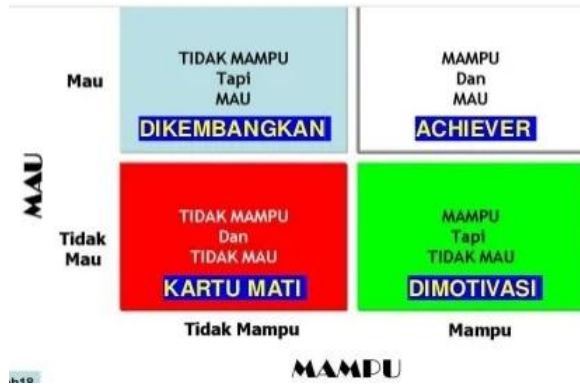 Mau
TIDAK MAMPU
Tapi
MAU
DIKEMBANGKAN
MAMPU
Dan
MAU
ACHIEVER
MAU
Tidak
Mau
TIDAK MAMPU
Dan
TIDAK MAU
KARTU MATI
MAMPU
Tapi
TIDAK MAU
DIMOTIVASI
Tidak Mampu
Mampu
MAMPU